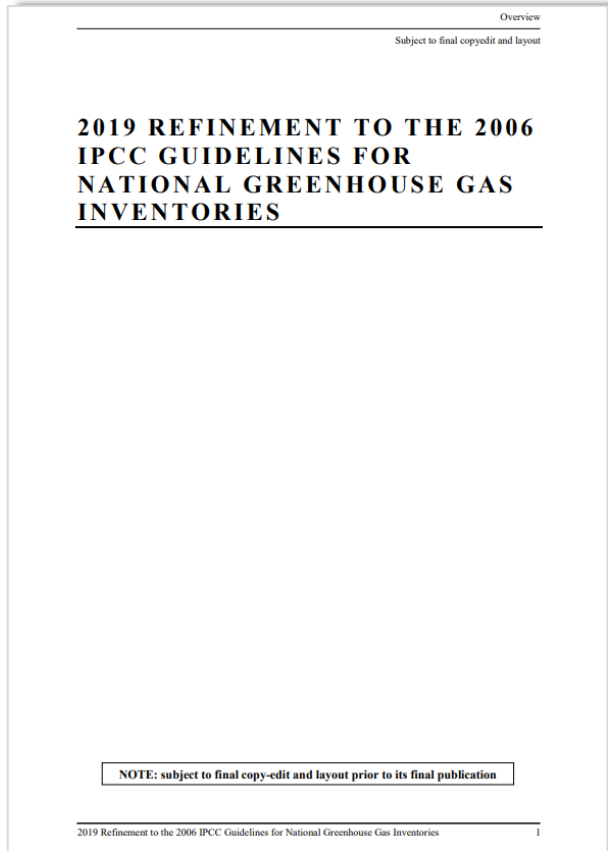 Overview
Subject to final copyedit and layout
2019 REFINEMENT TO THE 2006
IPCC GUIDELINES FOR
NATIONAL GREENHOUSE GAS
INVENTORIES
NOTE: subject to final copy-edit and layout prior to its final publication
2019 Refinement to the 2006 IPCC Guidelines for National Greenhouse Gas Inventories 1